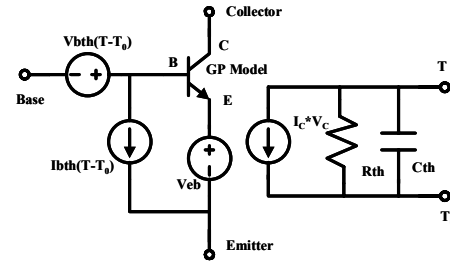 Collector
Vbth(T-T0)
C
B
GP Model
T
Base
E
IC*VC
Ibth(T-T0)
Rth
Cth
Veb
T
Emitter
- +
+
-